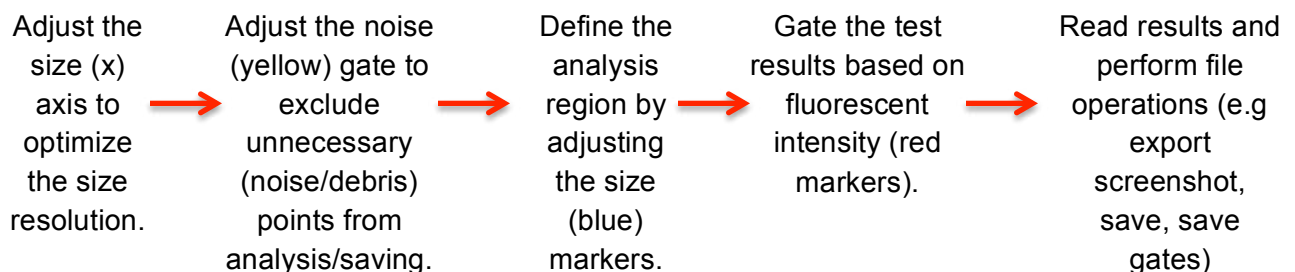 Adjust the
size (x)
axis to
optimize
the size
resolution.
Adjust the noise
(yellow) gate to
exclude
unnecessary
(noise/debris)
points from
analysis/saving.
Define the
analysis
region by
adjusting
the size
(blue)
markers.
Gate the test
results based on
fluorescent
intensity (red
markers).
Read results and
perform file
operations (e.g
export
screenshot,
save, save
gates)